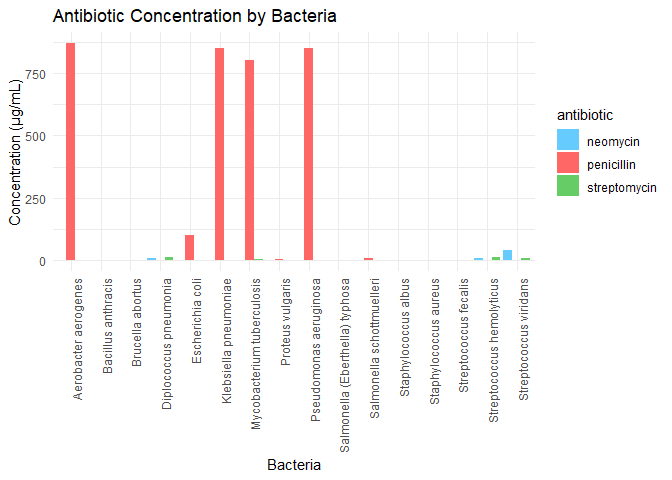 Antibiotic Concentration by Bacteria
Concentration (µg/mL)
750
500
250
0
Aerobacter aerogenes
Bacillus anthracis
Brucella abortus
Diplococcus pneumonia
Escherichia coli
Klebsiella pneumoniae
Mycobacterium tuberculosis
Proteus vulgaris
Pseudomonas aeruginosa
Salmonella (Eberthella) typhosa
Salmonella schottmuelleri
Staphylococcus albus
Staphylococcus aureus
Streptococcus fecalis
Streptococcus hemolyticus
Streptococcus viridans
Bacteria
antibiotic
neomycin
penicillin
streptomycin